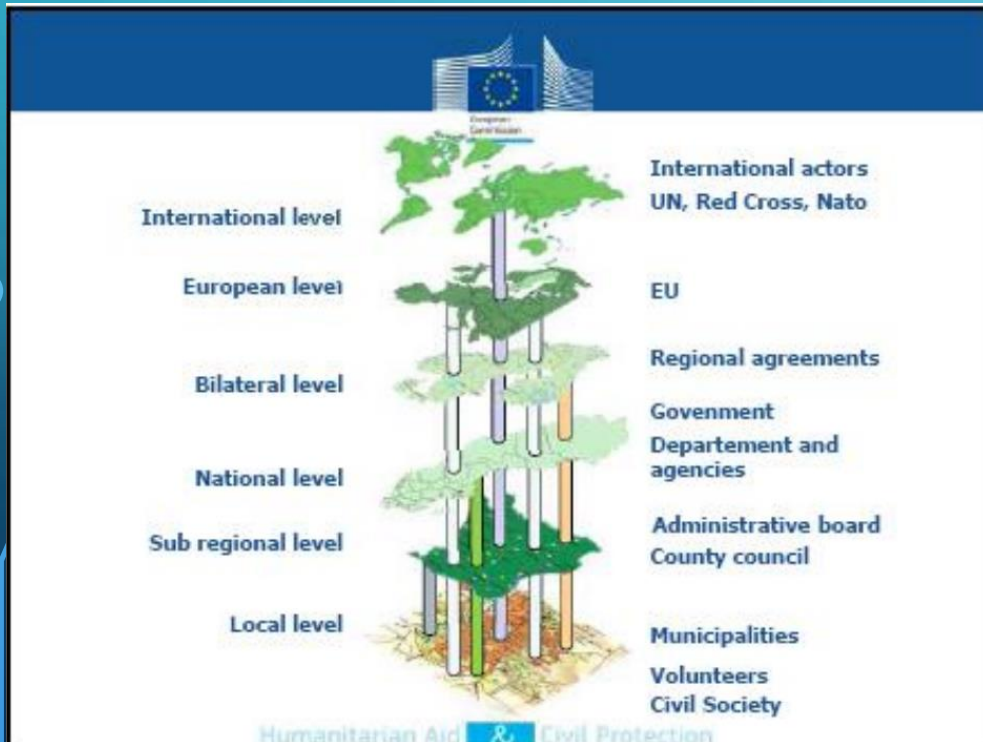 European
Commission
International level
European level
Bilateral level
National level
Sub regional level
Local level
International actors
UN, Red Cross, Nato
EU
Regional agreements
Govenment
Departement and
agencies
Administrative board
County council
Municipalities
Volunteers
Civil Society
Humanitarian Aid & Civil Protection